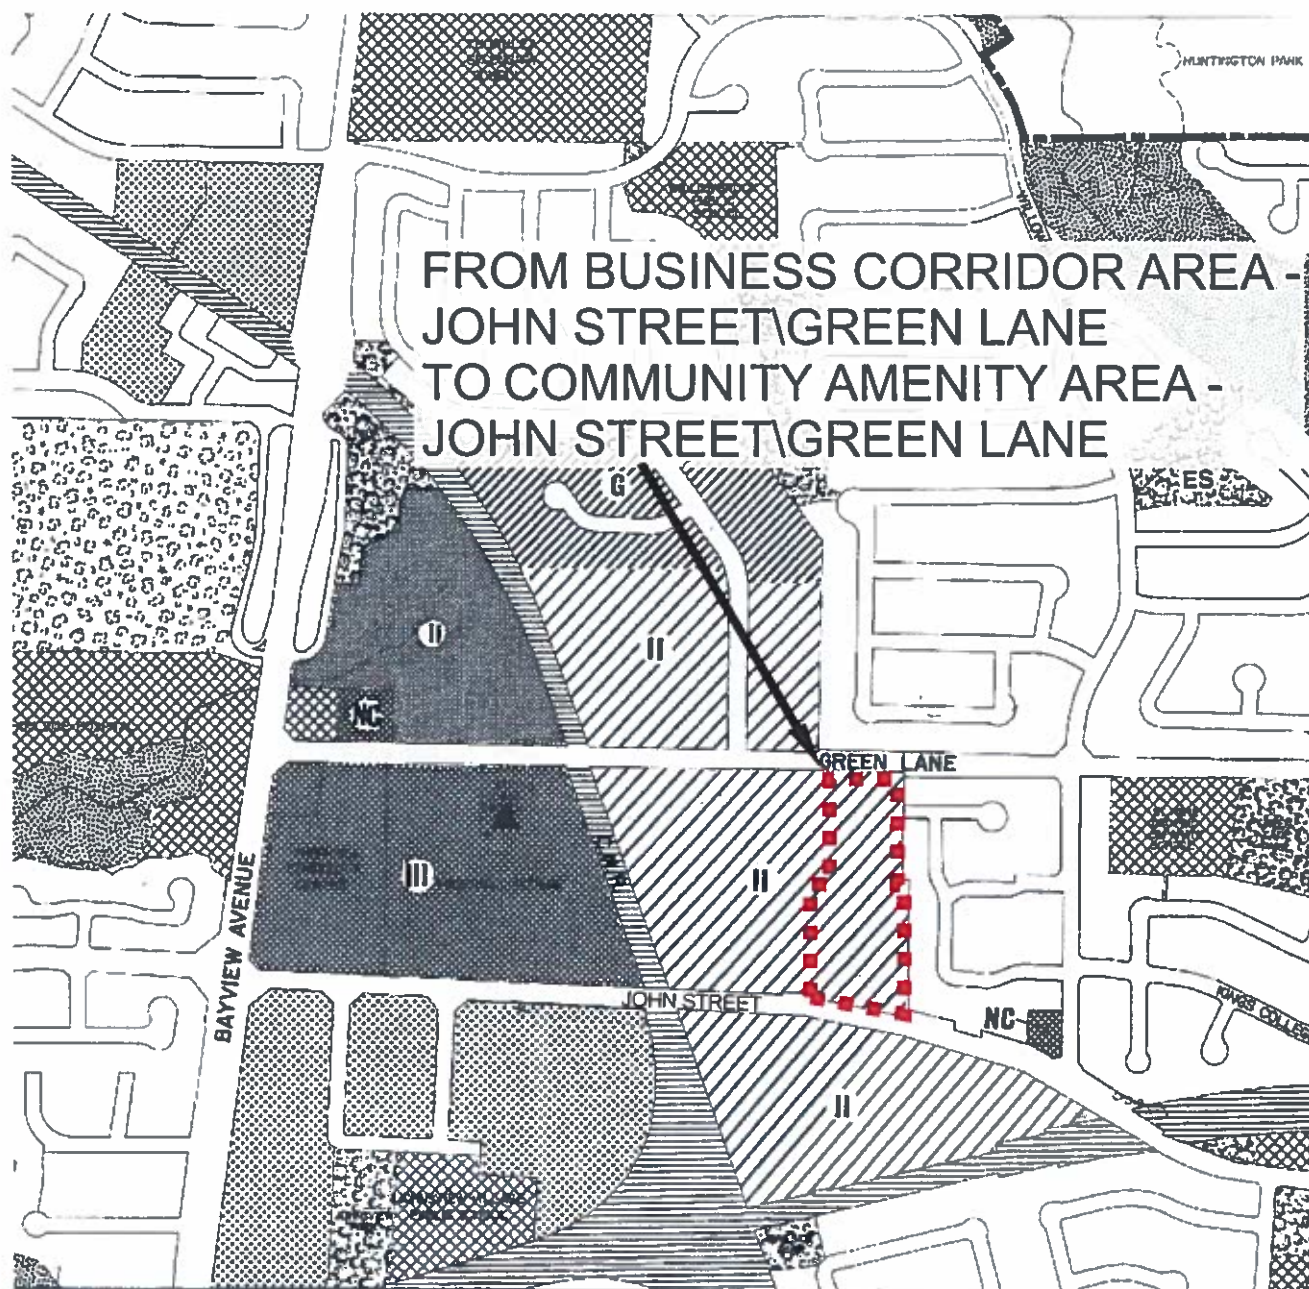 HUNTINGTON PARK
FROM BUSINESS CORRIDOR AREA -
JOHN STREET\GREEN LANE
TO COMMUNITY AMENITY AREA -
JOHN STREET\GREEN LANE
G
ES
II
II
NC
GREEN LANE
III
II
C.N.R.
BAYVIEW AVENUE
JOHN STREET
NC
II